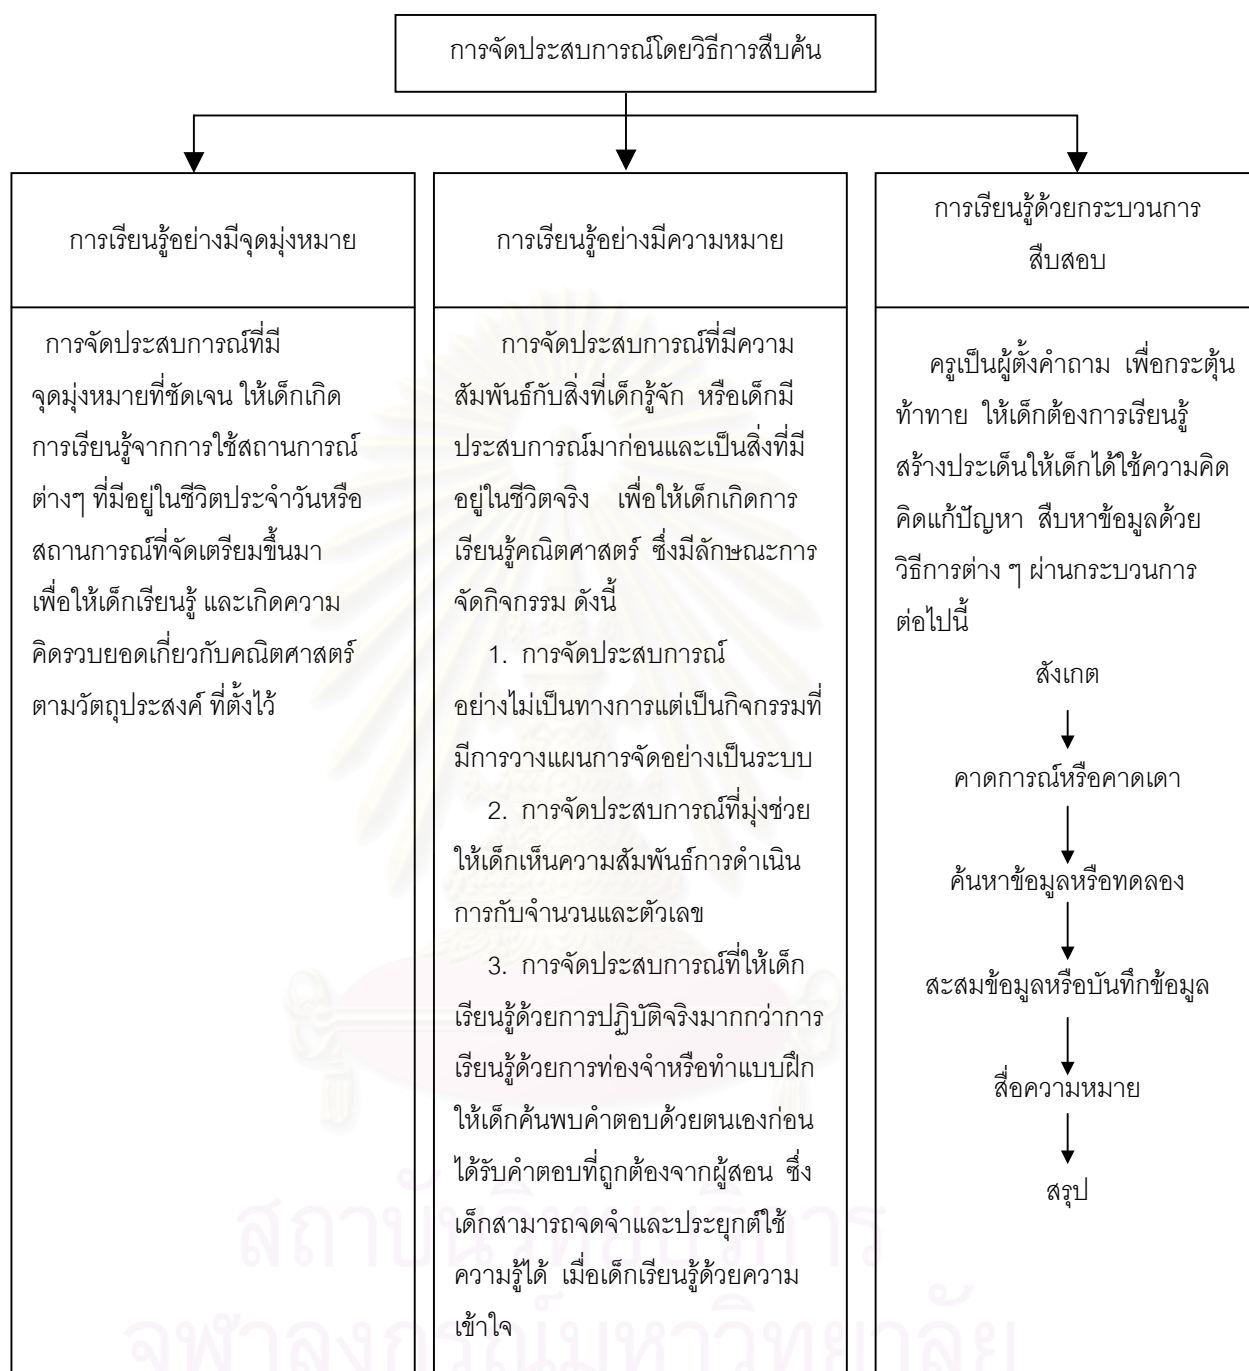 การจัดประสบการณ์โดยวิธีการสืบค้น
การเรียนรู้อย่างมีจุดมุ่งหมาย
การจัดประสบการณ์ที่มี
จุดมุ่งหมายที่ชัดเจน ให้เด็กเกิด
การเรียนรู้จากการใช้สถานการณ์
ต่างๆ ที่มีอยู่ในชีวิตประจำวันหรือ
สถานการณ์ที่จัดเตรียมขึ้นมา
เพื่อให้เด็กเรียนรู้ และเกิดความ
คิดรวบยอดเกี่ยวกับคณิตศาสตร์
ตามวัตถุประสงค์ ที่ตั้งไว้
การเรียนรู้อย่างมีความหมาย
การจัดประสบการณ์ที่มีความ
สัมพันธ์กับสิ่งที่เด็กรู้จัก หรือเด็กมี
ประสบการณ์มาก่อนและเป็นสิ่งที่มี
อยู่ในชีวิตจริง เพื่อให้เด็กเกิดการ
เรียนรู้คณิตศาสตร์ ซึ่งมีลักษณะการ
จัดกิจกรรม ดังนี้
1. การจัดประสบการณ์
อย่างไม่เป็นทางการแต่เป็นกิจกรรมที่
มีการวางแผนการจัดอย่างเป็นระบบ
2. การจัดประสบการณ์ที่มุ่งช่วย
ให้เด็กเห็นความสัมพันธ์การดำเนิน
การกับจำนวนและตัวเลข
3. การจัดประสบการณ์ที่ให้เด็ก
เรียนรู้ด้วยการปฏิบัติจริงมากกว่าการ
เรียนรู้ด้วยการท่องจำหรือทำแบบฝึก
ให้เด็กค้นพบคำตอบด้วยตนเองก่อน
ได้รับคำตอบที่ถูกต้องจากผู้สอน ซึ่ง
เด็กสามารถจดจำและประยุกต์ใช้
ความรู้ได้ เมื่อเด็กเรียนรู้ด้วยความ
เข้าใจ
การเรียนรู้ด้วยกระบวนการ
สืบสอบ
ครูเป็นผู้ตั้งคำถาม เพื่อกระตุ้น
ท้าทาย ให้เด็กต้องการเรียนรู้
สร้างประเด็นให้เด็กได้ใช้ความคิด
คิดแก้ปัญหา สืบหาข้อมูลด้วย
วิธีการต่าง ๆ ผ่านกระบวนการ
ต่อไปนี้
สังเกต
คาดการณ์หรือคาดเดา
ค้นหาข้อมูลหรือทดลอง
สะสมข้อมูลหรือบันทึกข้อมูล
สื่อความหมาย
สรุป
สถาบันวิทยบริการ
จุฬาลงกรณ์มหาวิทยาลัย